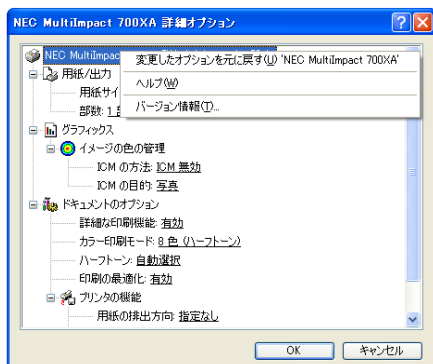 NEC MultiImpact 700XA 詳細オプション
NEC MultiImpac
変更したオプションを元に戻す(U) 'NEC MultiImpact 700XA'
ヘルプ(W)
バージョン情報(T)...
用紙/出力
用紙サイ
部数: 1
グラフィックス
イメージの色の管理
ICM の方法: ICM 無効
ICM の目的: 写真
ドキュメントのオプション
詳細な印刷機能: 有効
カラー印刷モード: 8 色 (ハーフトーン)
ハーフトーン: 自動選択
印刷の最適化: 有効
プリンタの機能
用紙の排出方向: 指定なし
OK キャンセル